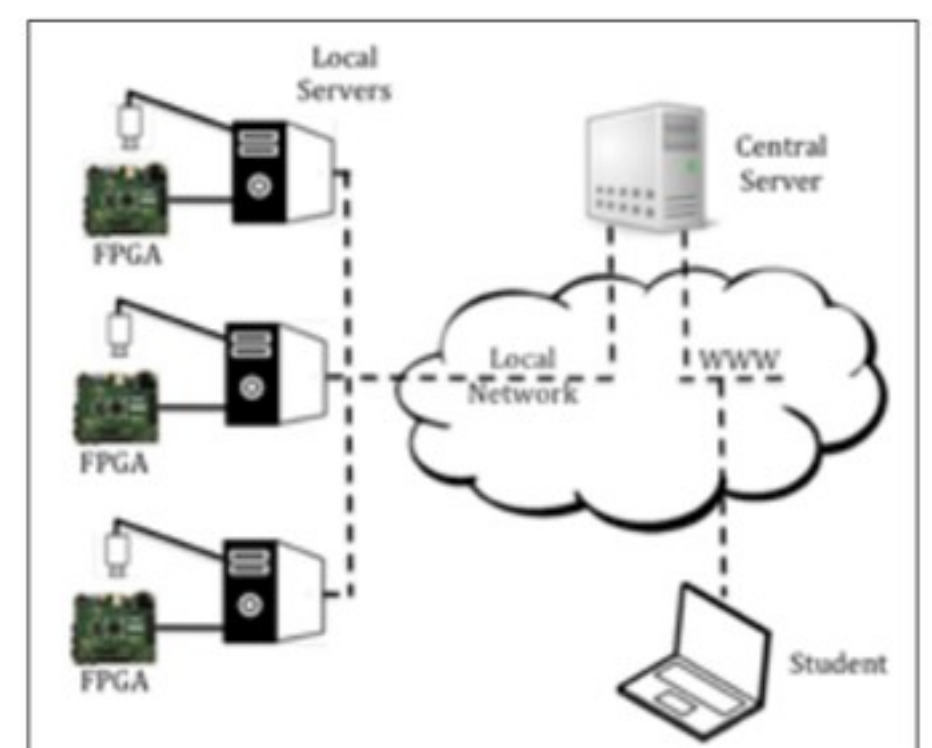 Local
Servers
Central
Server
FPGA
Local
Network
WWW
FPGA
Student
FPGA